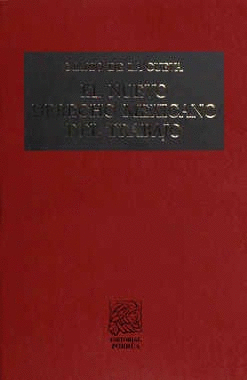 MARIO DE LA CUEVA
EL NUEVO
DERECHO MEXICANO
DEL TRABAJO
EDITORIAL
PORRÚA